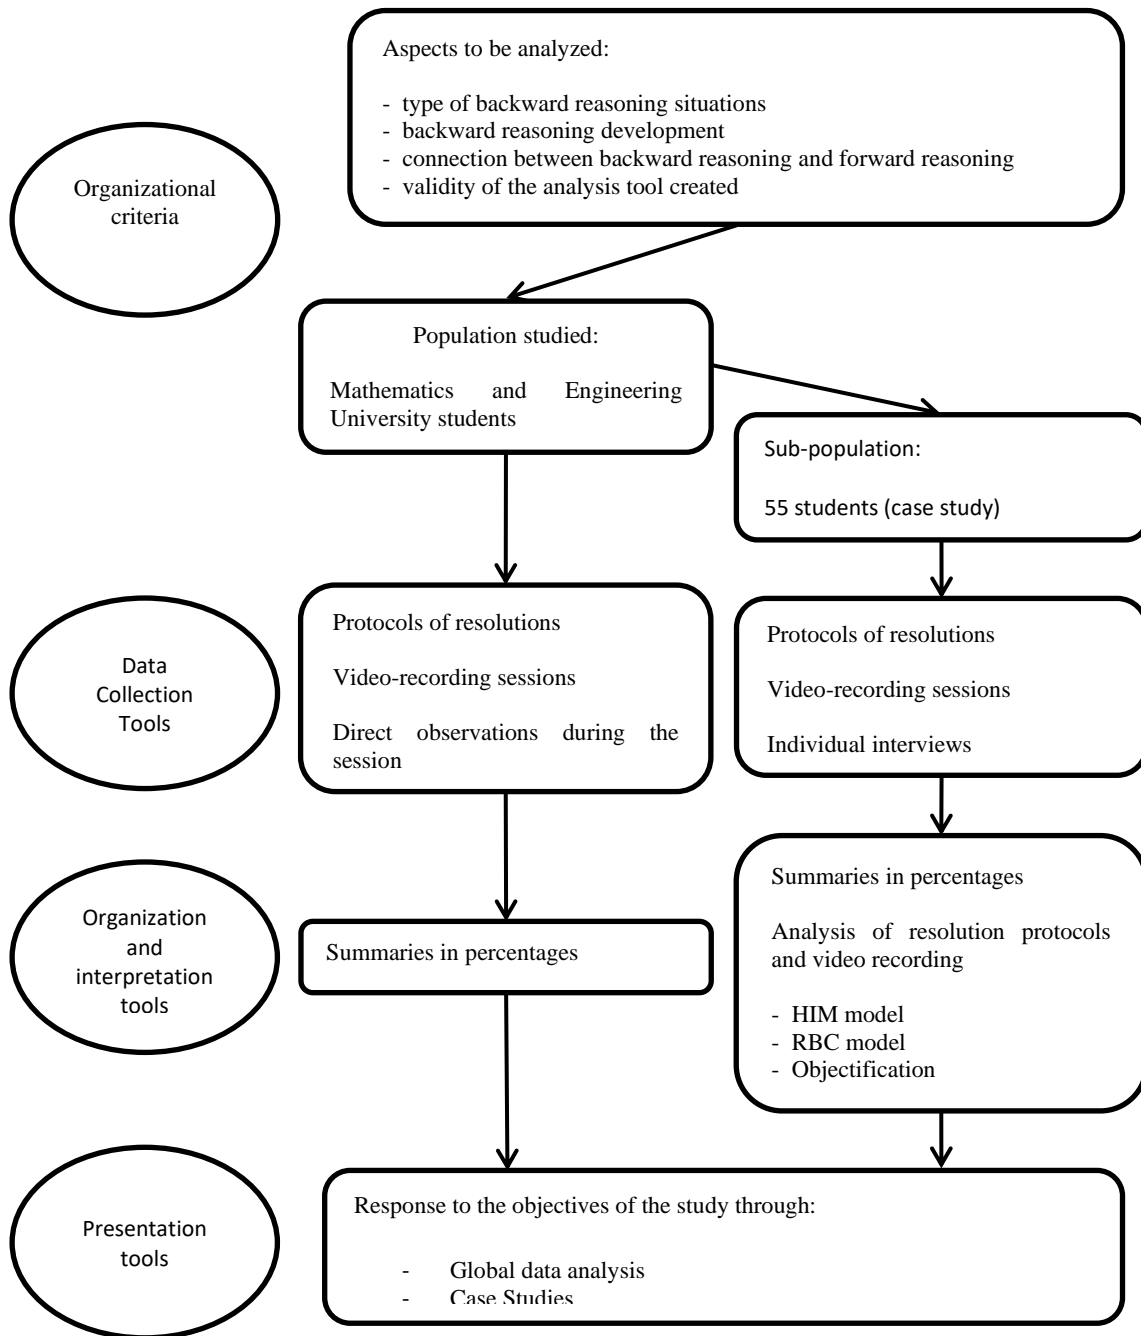 Aspects to be analyzed:
- type of backward reasoning situations
- backward reasoning development
- connection between backward reasoning and forward reasoning
- validity of the analysis tool created
Organizational
criteria
Population studied:
Mathematics and Engineering
University students
Sub-population:
55 students (case study)
Data
Collection
Tools
Protocols of resolutions
Video-recording sessions
Direct observations during the
session
Protocols of resolutions
Video-recording sessions
Individual interviews
Organization
and
interpretation
tools
Summaries in percentages
Summaries in percentages
Analysis of resolution protocols
and video recording
- HIM model
- RBC model
- Objectification
Presentation
tools
Response to the objectives of the study through:
- Global data analysis
- Case Studies